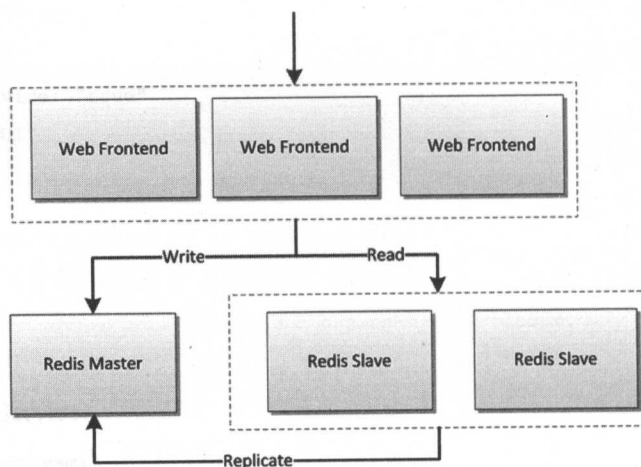 Web Frontend
Web Frontend
Web Frontend
Write
Read
Redis Master
Redis Slave
Redis Slave
Replicate